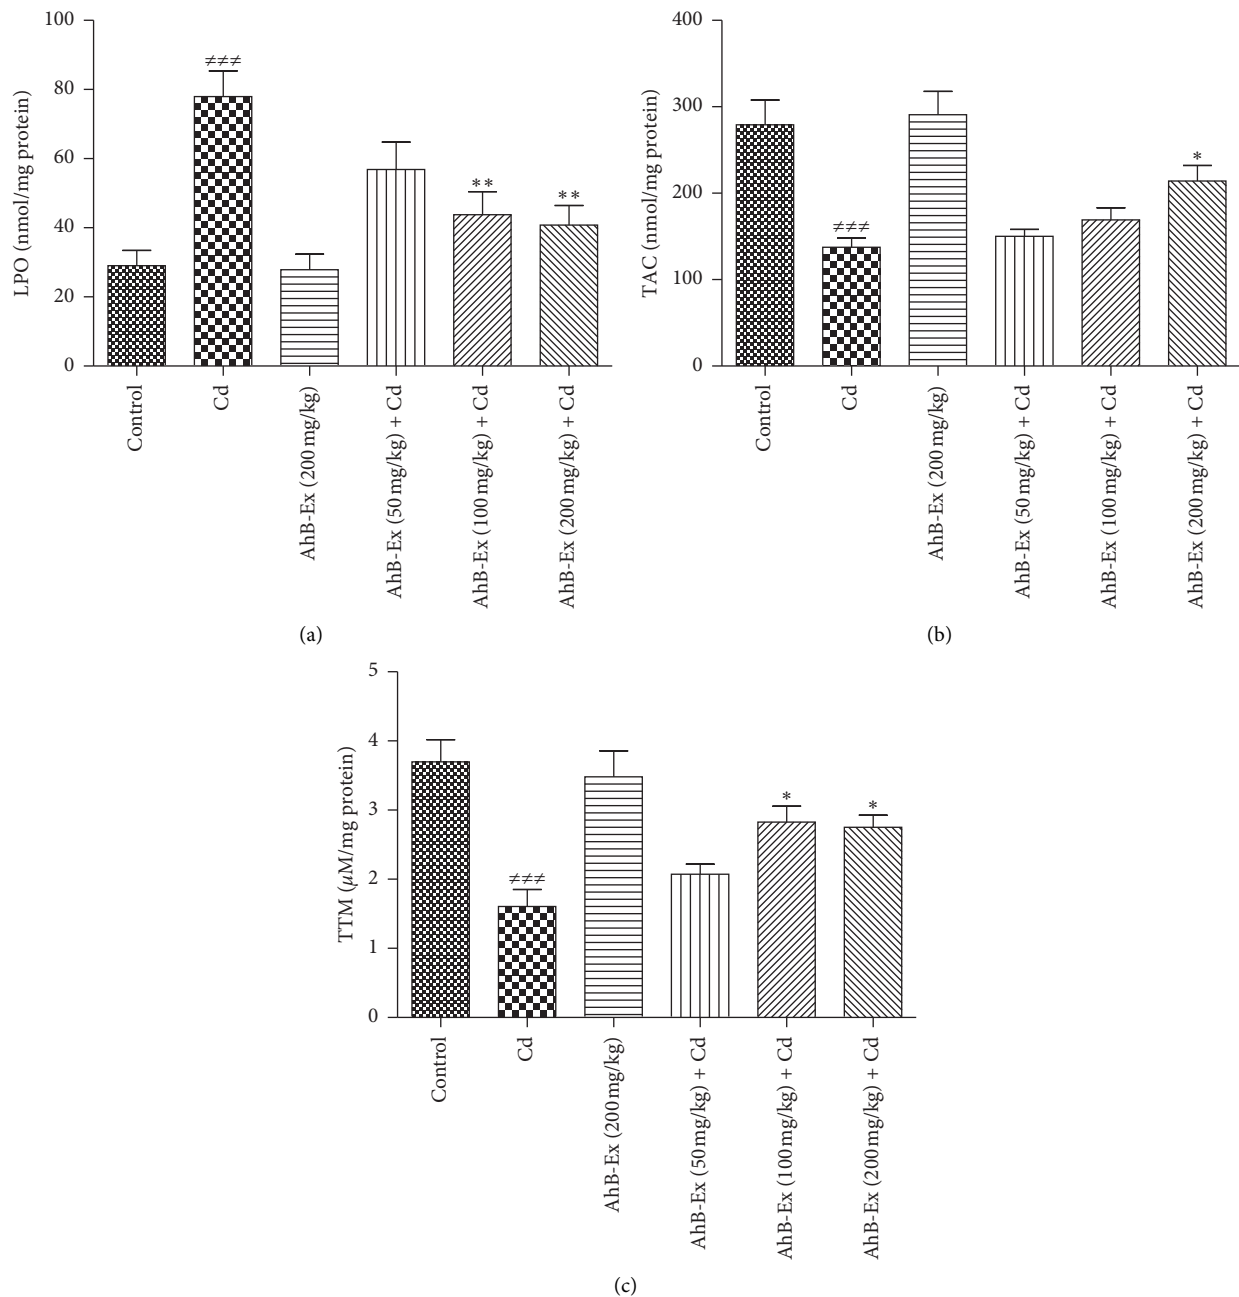 100
80
60
40
20
0
LPO (nmol/mg protein)
≠≠≠
**
**
Control
Cd
AhB-Ex (200 mg/kg)
AhB-Ex (50 mg/kg) + Cd
AhB-Ex (100 mg/kg) + Cd
AhB-Ex (200 mg/kg) + Cd
(a)
400
300
200
100
0
TAC (nmol/mg protein)
≠≠≠
*
Control
Cd
AhB-Ex (200 mg/kg)
AhB-Ex (50 mg/kg) + Cd
AhB-Ex (100 mg/kg) + Cd
AhB-Ex (200 mg/kg) + Cd
(b)
5
4
3
2
1
0
TTM (µM/mg protein)
≠≠≠
*
*
Control
Cd
AhB-Ex (200 mg/kg)
AhB-Ex (50 mg/kg) + Cd
AhB-Ex (100 mg/kg) + Cd
AhB-Ex (200 mg/kg) + Cd
(c)